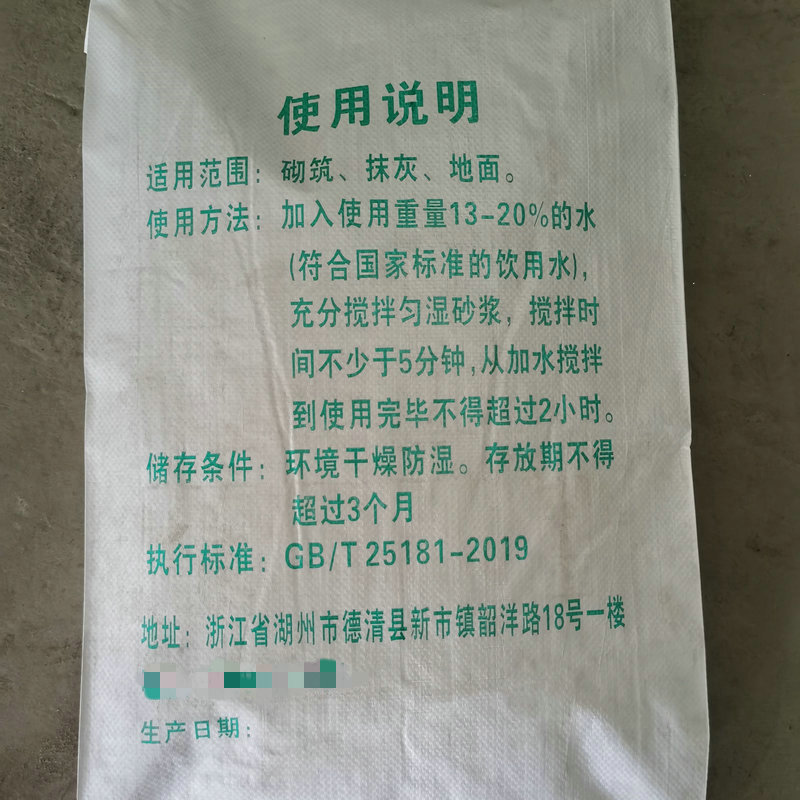 使用说明
适用范围：砌筑、抹灰、地面。
使用方法：加入使用重量13-20%的水
(符合国家标准的饮用水)，
充分搅拌匀湿砂浆，搅拌时
间不少于5分钟，从加水搅拌
到使用完毕不得超过2小时。
储存条件：环境干燥防湿。存放期不得
超过3个月
执行标准：GB/T 25181-2019
地址：浙江省湖州市德清县新市镇韶洋路18号一楼
生产日期：